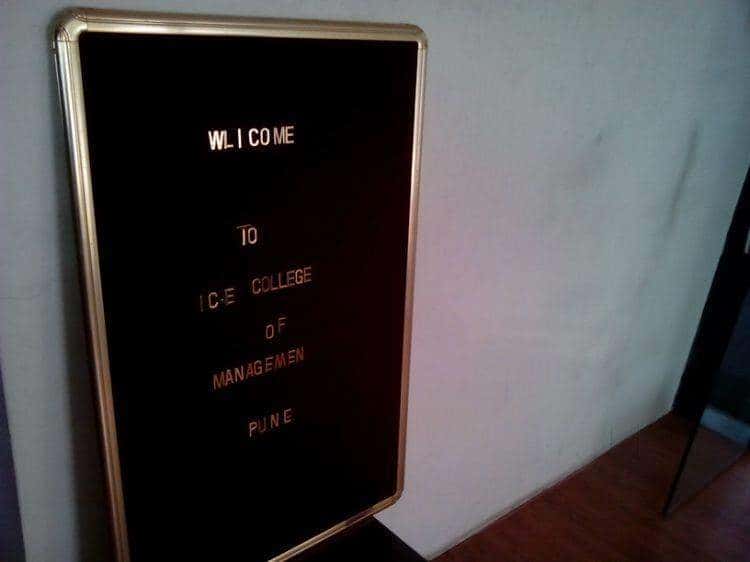 WLICOME
TO
IC·E COLLEGE
OF
MANAGEMEN
PUNE